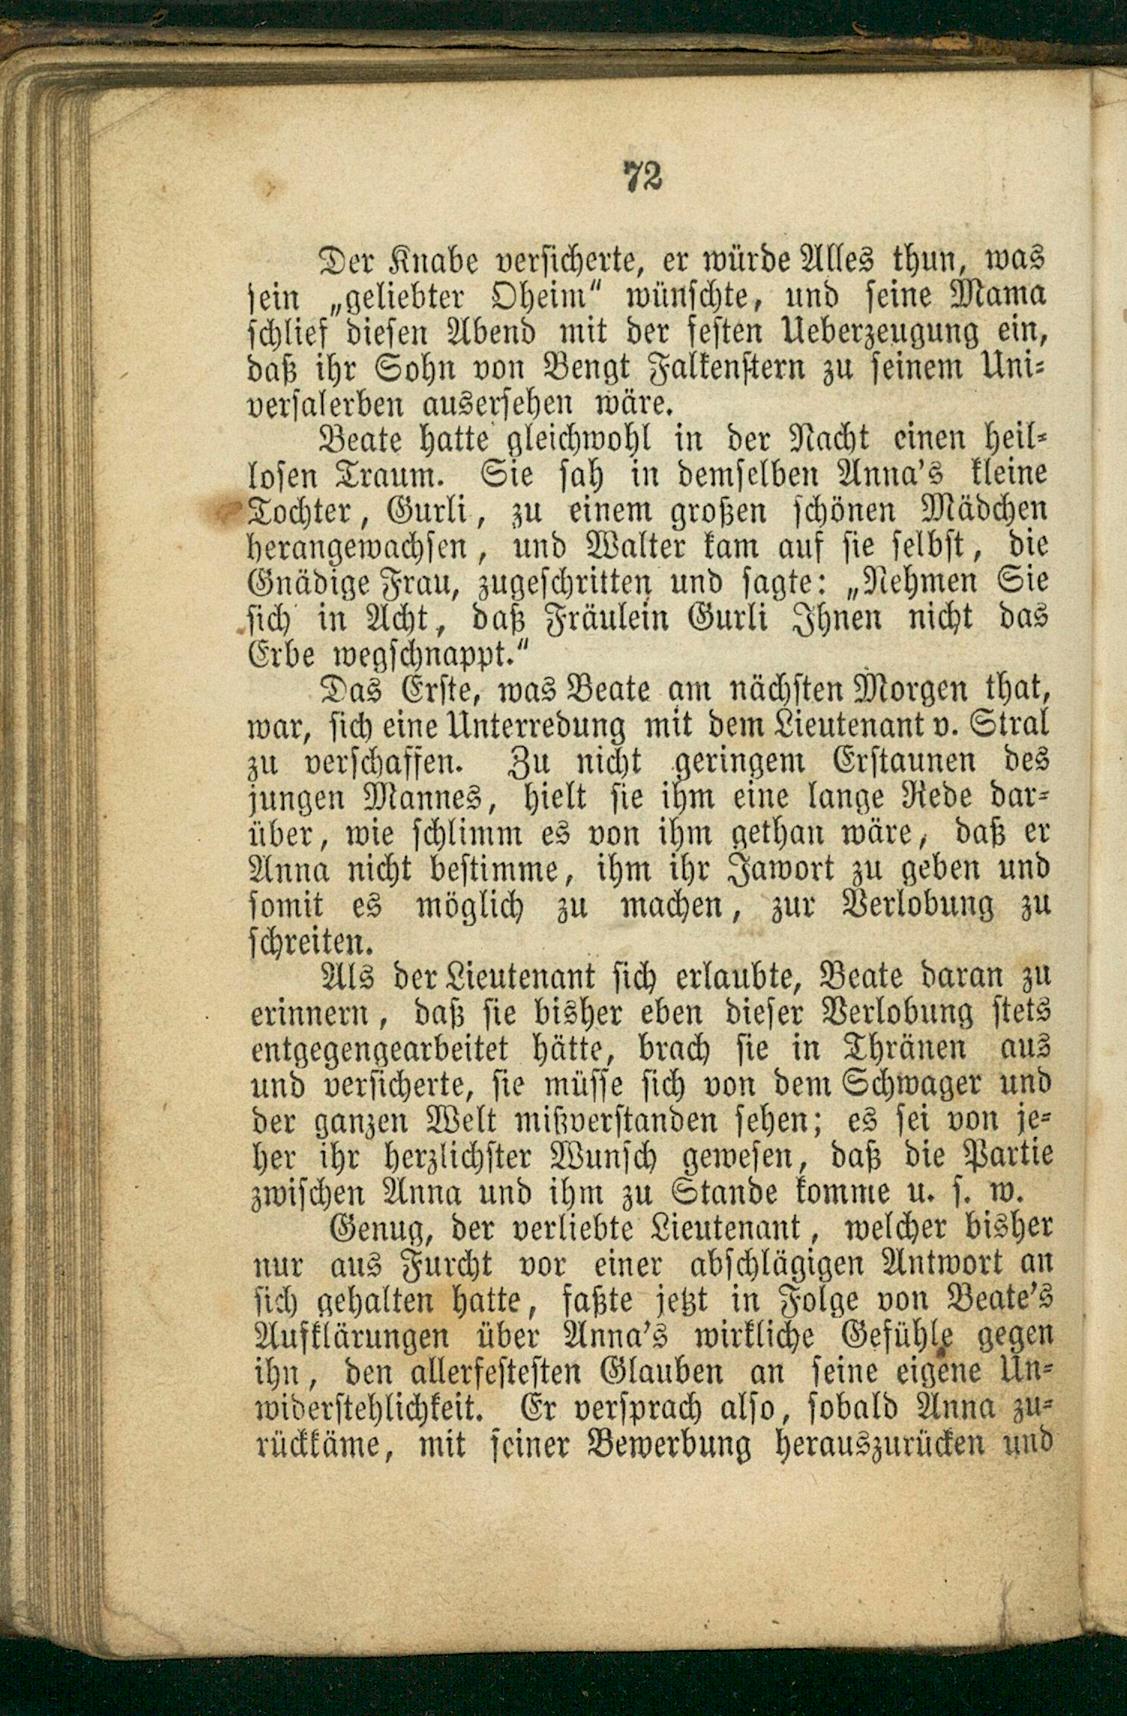 72
Der Knabe versicherte, er würde Alles thun, was
sein „geliebter Oheim“ wünschte, und seine Mama
schlief diesen Abend mit der festen Ueberzeugung ein,
daß ihr Sohn von Bengt Falkenstern zu seinem Uni-
versalerben ausersehen wäre.
Beate hatte gleichwohl in der Nacht einen heil-
losen Traum. Sie sah in demselben Anna's kleine
Tochter, Gurli, zu einem großen schönen Mädchen
herangewachsen, und Walter kam auf sie selbst, die
Gnädige Frau, zugeschritten und sagte: „Nehmen Sie
sich in Acht, daß Fräulein Gurli Ihnen nicht das
Erbe wegschnappt.“
Das Erste, was Beate am nächsten Morgen that,
war, sich eine Unterredung mit dem Lieutenant v. Stral
zu verschaffen. Zu nicht geringem Erstaunen des
jungen Mannes, hielt sie ihm eine lange Rede dar-
über, wie schlimm es von ihm gethan wäre, daß er
Anna nicht bestimme, ihm ihr Jawort zu geben und
somit es möglich zu machen, zur Verlobung zu
schreiten.
Als der Lieutenant sich erlaubte, Beate daran zu
erinnern, daß sie bisher eben dieser Verlobung stets
entgegengearbeitet hätte, brach sie in Thränen aus
und versicherte, sie müsse sich von dem Schwager und
der ganzen Welt mißverstanden sehen; es sei von je-
her ihr herzlichster Wunsch gewesen, daß die Partie
zwischen Anna und ihm zu Stande komme u. s. w.
Genug, der verliebte Lieutenant, welcher bisher
nur aus Furcht vor einer abschlägigen Antwort an
sich gehalten hatte, faßte jetzt in Folge von Beate's
Aufklärungen über Anna's wirkliche Gefühle gegen
ihn, den allerfestesten Glauben an seine eigene Un-
widerstehlichkeit. Er versprach also, sobald Anna zu-
rückkäme, mit seiner Bewerbung herauszurücken und